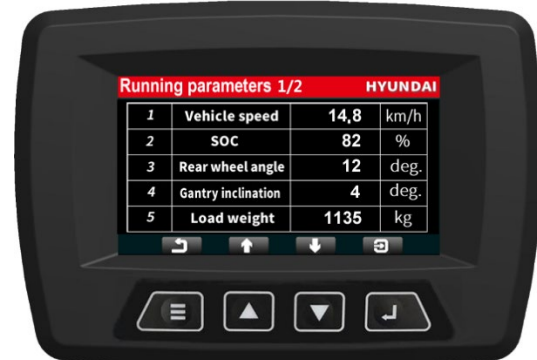 Running parameters 1/2 HYUNDAI
1 Vehicle speed 14,8 km/h
2 SOC 82 %
3 Rear wheel angle 12 deg.
4 Gantry inclination 4 deg.
5 Load weight 1135 kg